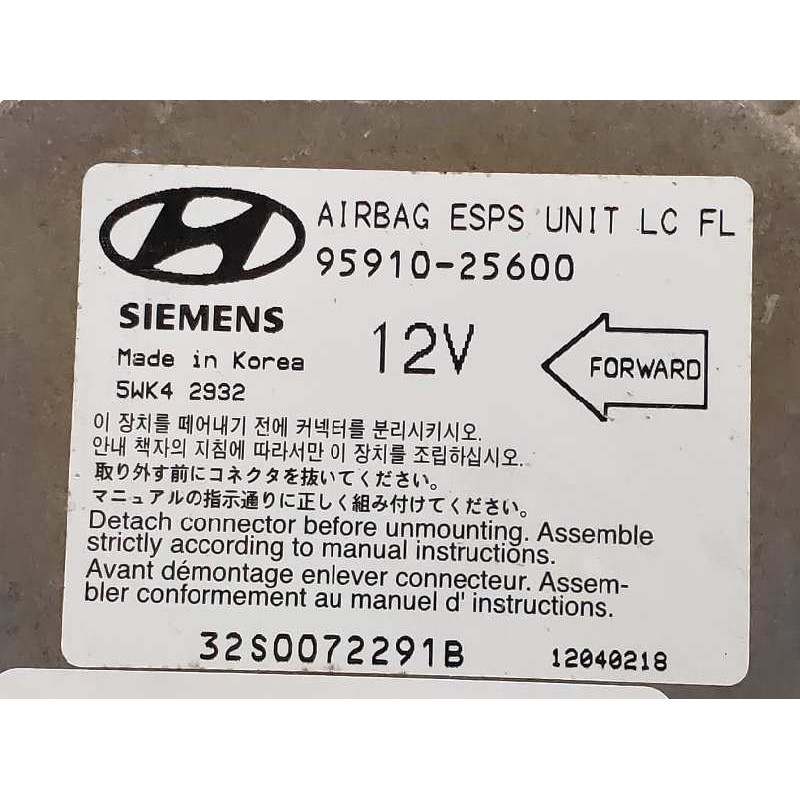 AIRBAG ESPS UNIT LC FL
95910-25600
SIEMENS
Made in Korea
12V
FORWARD
5WK4 2932
이 장치를 떼어내기 전에 커넥터를 분리시키시오.
안내 책자의 지침에 따라서만 이 장치를 조립하십시오.
取り外す前にコネクタを抜いてください。
マニュアルの指示通りに正しく組み付けてください。
Detach connector before unmounting. Assemble
strictly according to manual instructions.
Avant démontage enlever connecteur. Assem-
bler conformement au manuel d' instructions.
32S0072291B
12040218